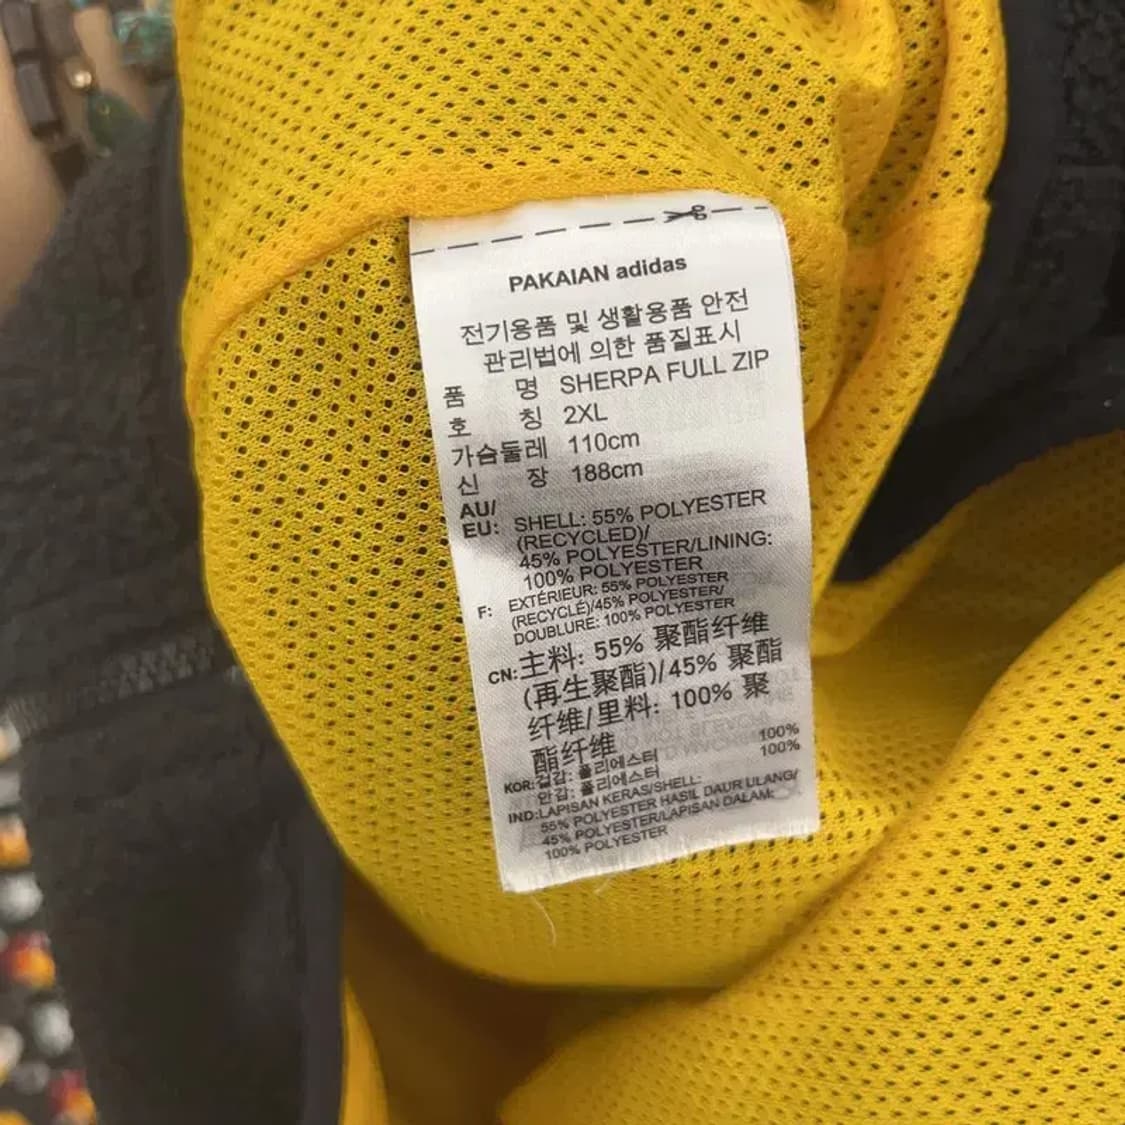 PAKAIAN adidas
전기용품 및 생활용품 안전
관리법에 의한 품질표시
품 명 SHERPA FULL ZIP
호 칭 2XL
가슴둘레 110cm
신 장 188cm
AU/
EU: SHELL: 55% POLYESTER
(RECYCLED)/
45% POLYESTER/LINING:
100% POLYESTER
F: EXTÉRIEUR: 55% POLYESTER
(RECYCLÉ)/45% POLYESTER/
DOUBLURE: 100% POLYESTER
CN: 主料: 55% 聚酯纤维
(再生聚酯)/45% 聚酯
纤维/里料: 100% 聚
酯纤维
KOR: 겉감: 폴리에스터 100%
안감: 폴리에스터 100%
IND: LAPISAN KERAS/SHELL:
55% POLYESTER HASIL DAUR ULANG/
45% POLYESTER/LAPISAN DALAM:
100% POLYESTER